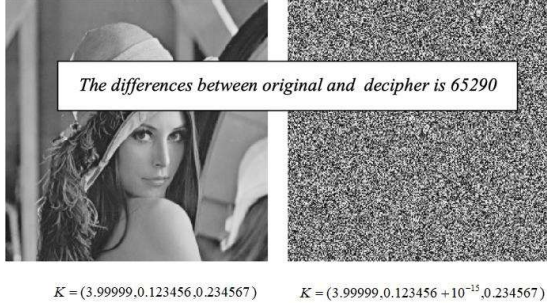 The differences between original and decipher is 65290
K = (3.99999,0.123456,0.234567)
K = (3.99999,0.123456 +10⁻¹⁵,0.234567)